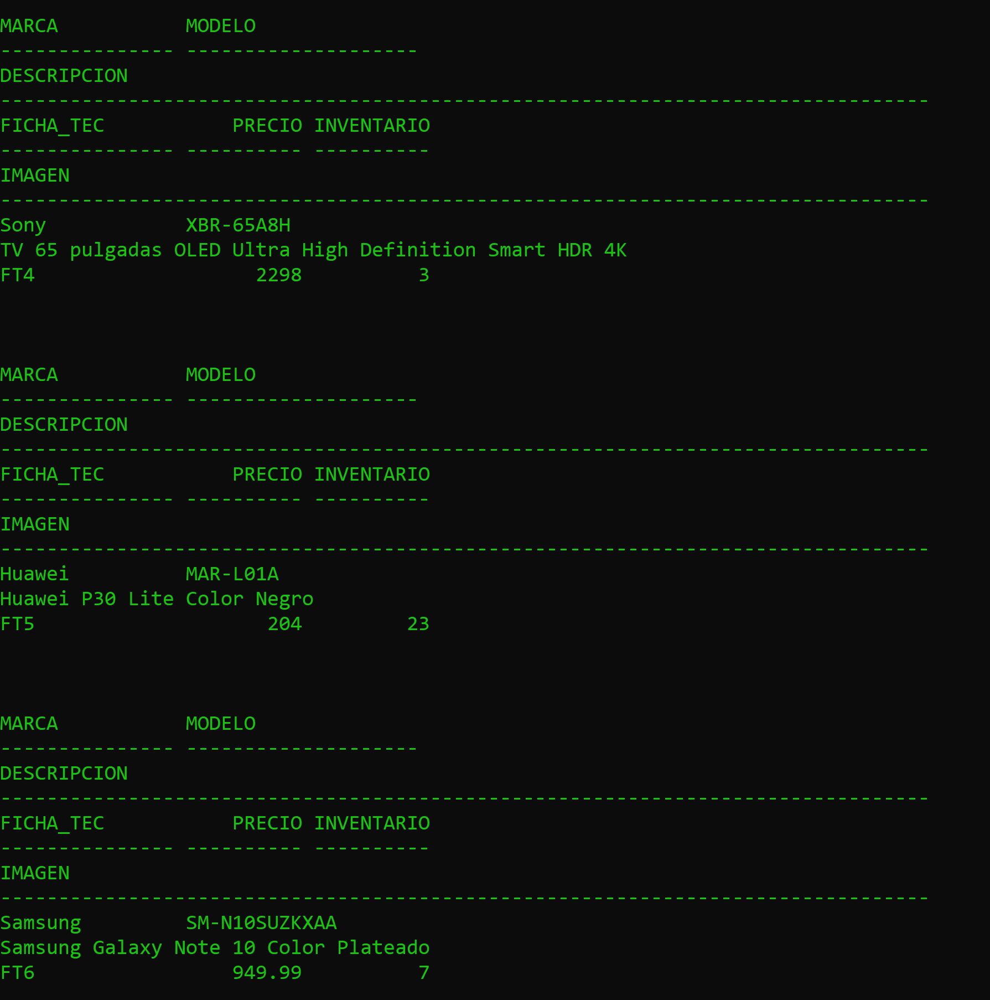 MARCA           MODELO
--------------- --------------------
DESCRIPCION
--------------------------------------------------------------------------------
FICHA_TEC           PRECIO INVENTARIO
--------------- ---------- ----------
IMAGEN
--------------------------------------------------------------------------------
Sony            XBR-65A8H
TV 65 pulgadas OLED Ultra High Definition Smart HDR 4K
FT4                   2298          3
MARCA           MODELO
--------------- --------------------
DESCRIPCION
--------------------------------------------------------------------------------
FICHA_TEC           PRECIO INVENTARIO
--------------- ---------- ----------
IMAGEN
--------------------------------------------------------------------------------
Huawei          MAR-L01A
Huawei P30 Lite Color Negro
FT5                    204         23
MARCA           MODELO
--------------- --------------------
DESCRIPCION
--------------------------------------------------------------------------------
FICHA_TEC           PRECIO INVENTARIO
--------------- ---------- ----------
IMAGEN
--------------------------------------------------------------------------------
Samsung         SM-N10SUZKXAA
Samsung Galaxy Note 10 Color Plateado
FT6                 949.99          7